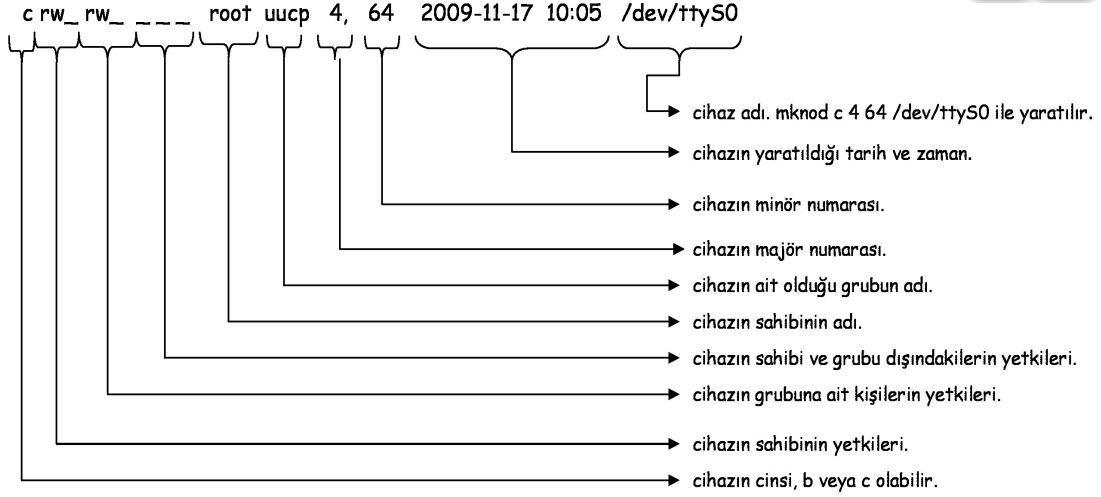 c rw_ rw_ _ _ _ root uucp 4, 64 2009-11-17 10:05 /dev/ttyS0
cihaz adı. mknod c 4 64 /dev/ttyS0 ile yaratılır.
cihazın yaratıldığı tarih ve zaman.
cihazın minör numarası.
cihazın majör numarası.
cihazın ait olduğu grubun adı.
cihazın sahibinin adı.
cihazın sahibi ve grubu dışındakilerin yetkileri.
cihazın grubuna ait kişilerin yetkileri.
cihazın sahibinin yetkileri.
cihazın cinsi, b veya c olabilir.